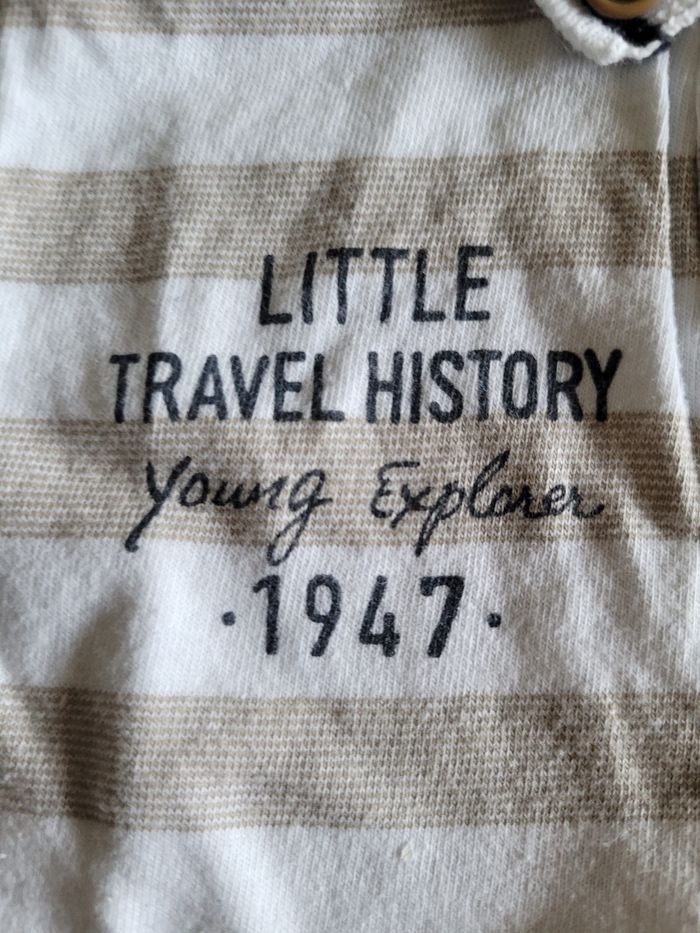 LITTLE
TRAVEL HISTORY
Young Explorer
·1947·